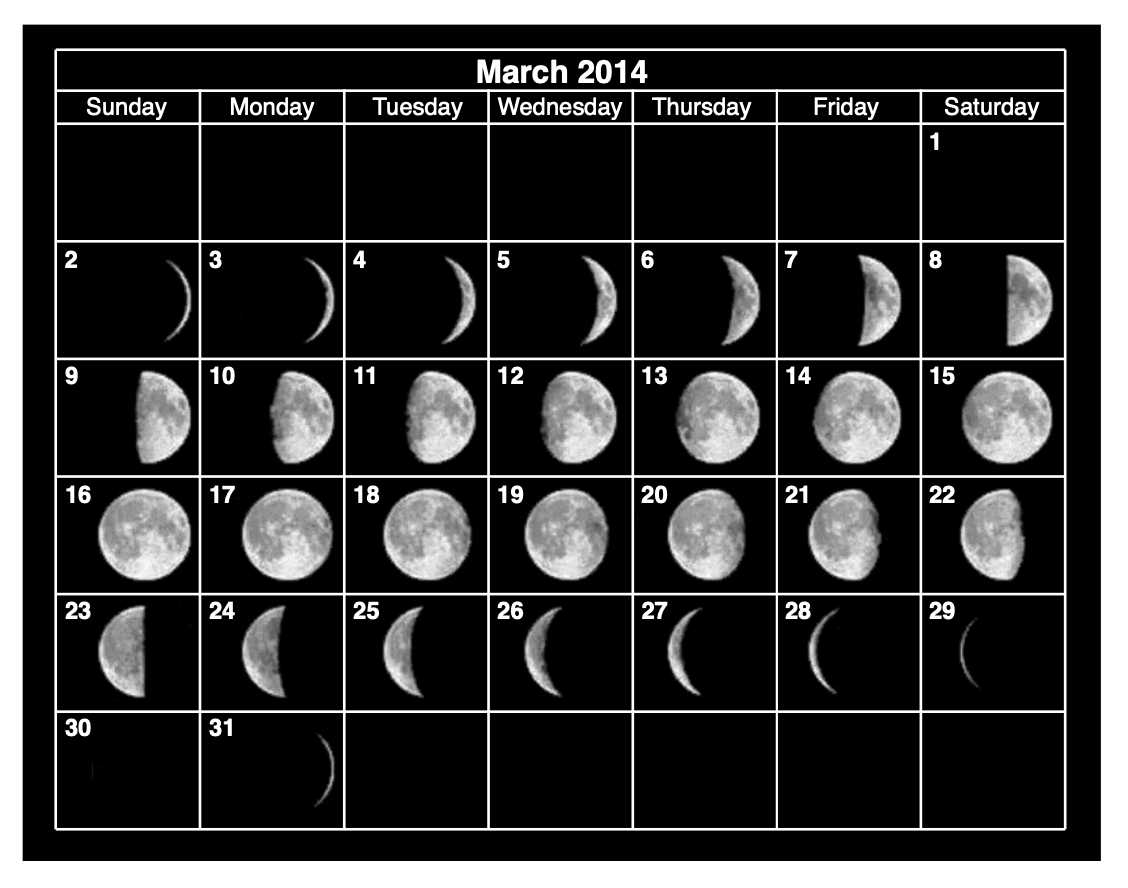 March 2014
Sunday Monday Tuesday Wednesday Thursday Friday Saturday
1
2 3 4 5 6 7 8
9 10 11 12 13 14 15
16 17 18 19 20 21 22
23 24 25 26 27 28 29
30 31